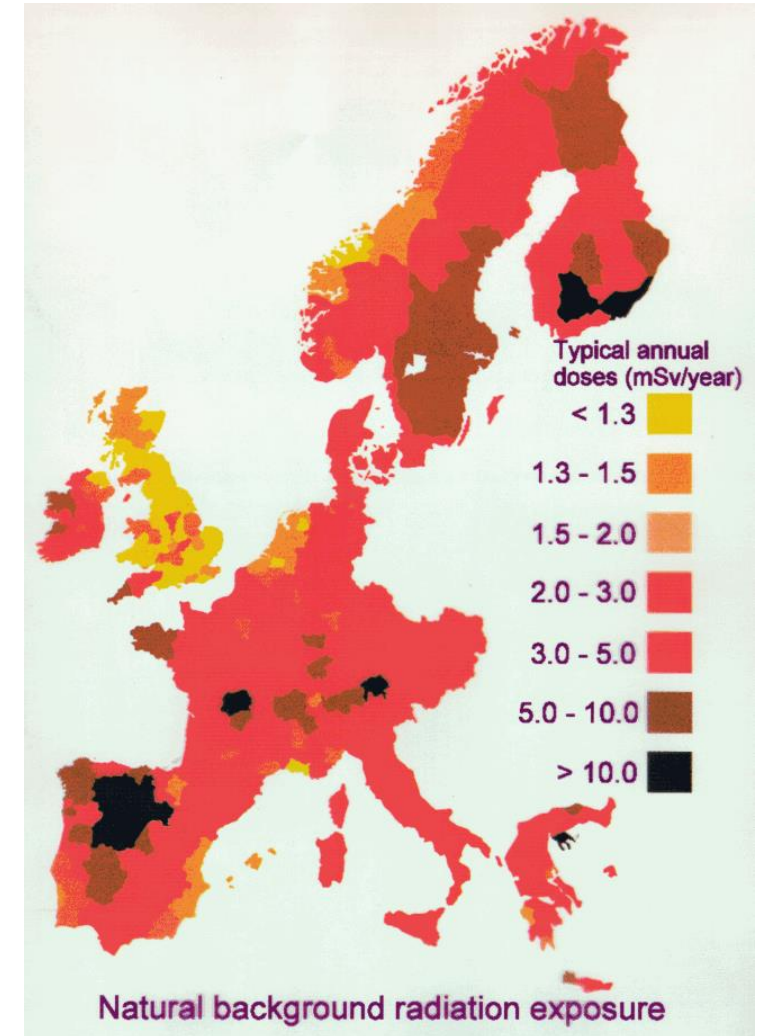 Typical annual
doses (mSv/year)
< 1.3
1.3 - 1.5
1.5 - 2.0
2.0 - 3.0
3.0 - 5.0
5.0 - 10.0
> 10.0
Natural background radiation exposure